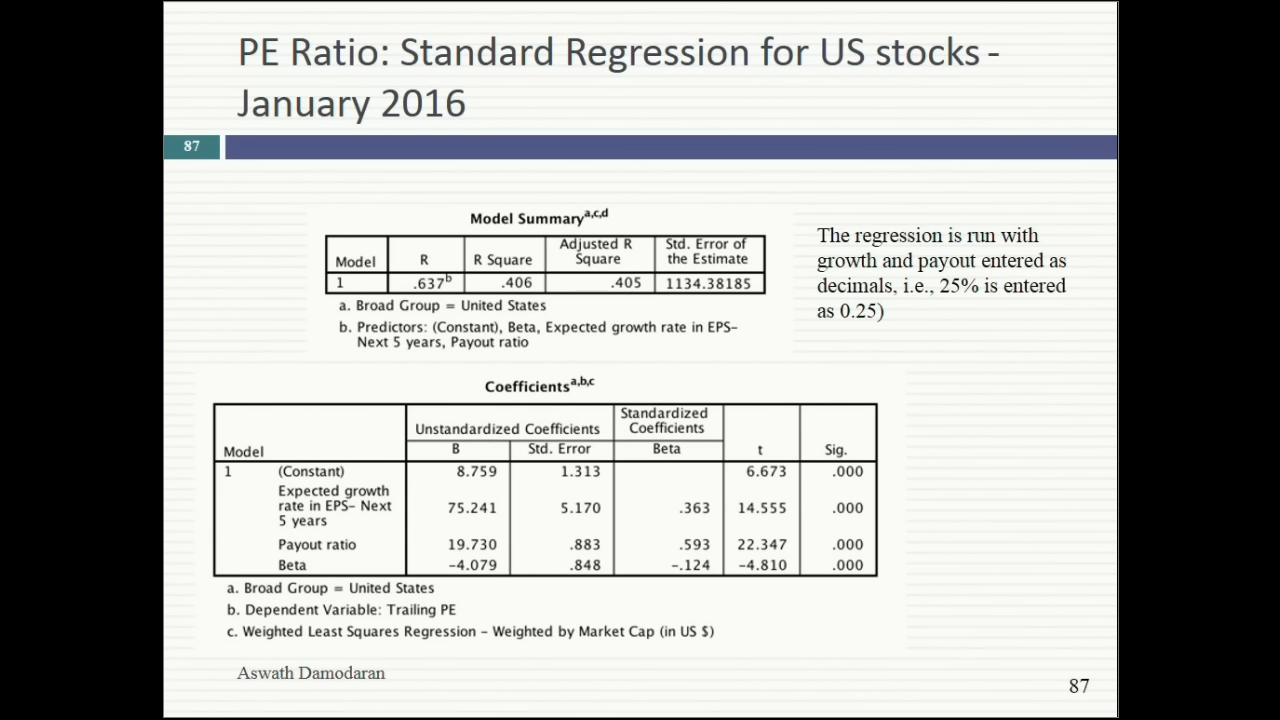 PE Ratio: Standard Regression for US stocks -
January 2016
87
Model Summary a,c,d
Model R R Square Adjusted R Square Std. Error of the Estimate
1 .637b .406 .405 1134.38185
a. Broad Group = United States
b. Predictors: (Constant), Beta, Expected growth rate in EPS-
Next 5 years, Payout ratio
The regression is run with
growth and payout entered as
decimals, i.e., 25% is entered
as 0.25)
Coefficients a,b,c
Model Unstandardized Coefficients Standardized Coefficients t Sig.
B Std. Error Beta
1 (Constant) 8.759 1.313 6.673 .000
Expected growth
rate in EPS- Next
5 years
75.241 5.170 .363 14.555 .000
Payout ratio 19.730 .883 .593 22.347 .000
Beta -4.079 .848 -.124 -4.810 .000
a. Broad Group = United States
b. Dependent Variable: Trailing PE
c. Weighted Least Squares Regression - Weighted by Market Cap (in US $)
Aswath Damodaran
87